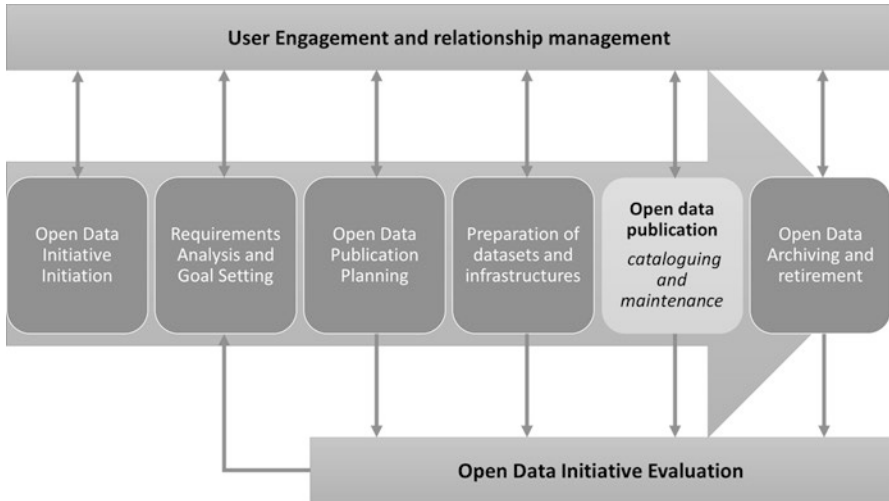 User Engagement and relationship management
Open Data
Initiative
Initiation
Requirements
Analysis and
Goal Setting
Open Data
Publication
Planning
Preparation of
datasets and
infrastructures
Open data
publication
cataloguing
and
maintenance
Open Data
Archiving and
retirement
Open Data Initiative Evaluation